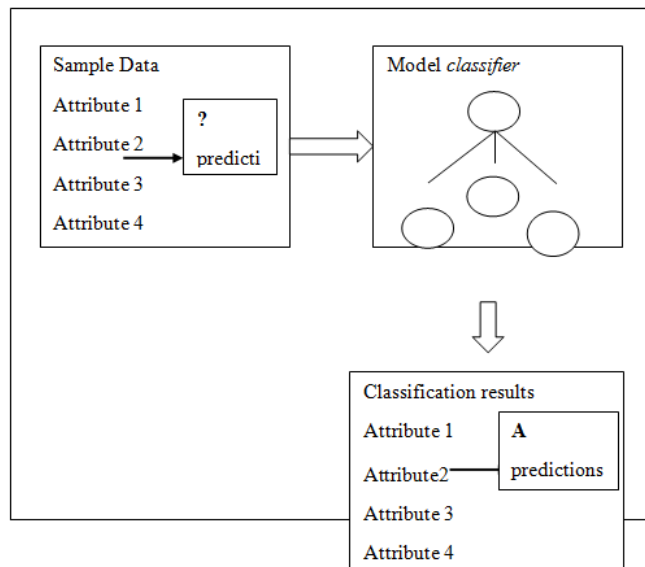 Sample Data
Attribute 1
Attribute 2
Attribute 3
Attribute 4
?
predicti
Model classifier
Classification results
Attribute 1
Attribute2
Attribute 3
Attribute 4
A
predictions